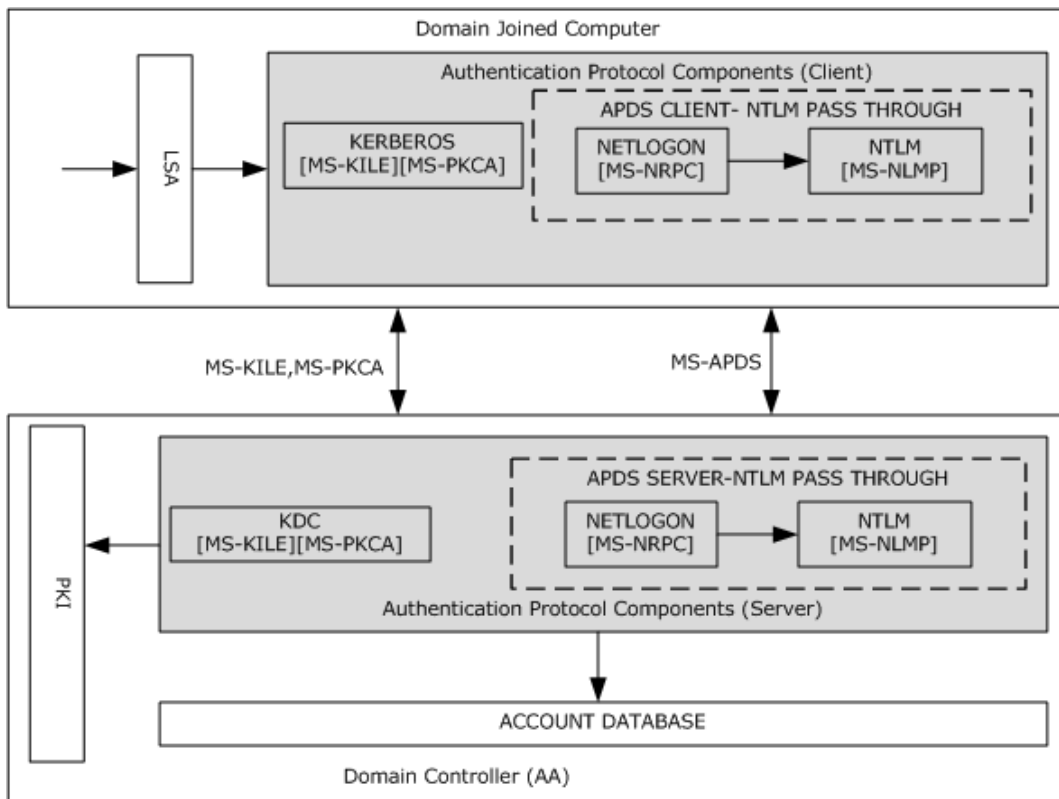 Domain Joined Computer
LSA
Authentication Protocol Components (Client)
KERBEROS
[MS-KILE][MS-PKCA]
APDS CLIENT- NTLM PASS THROUGH
NETLOGON
[MS-NRPC]
NTLM
[MS-NLMP]
MS-KILE,MS-PKCA
MS-APDS
PKI
KDC
[MS-KILE][MS-PKCA]
APDS SERVER-NTLM PASS THROUGH
NETLOGON
[MS-NRPC]
NTLM
[MS-NLMP]
Authentication Protocol Components (Server)
ACCOUNT DATABASE
Domain Controller (AA)